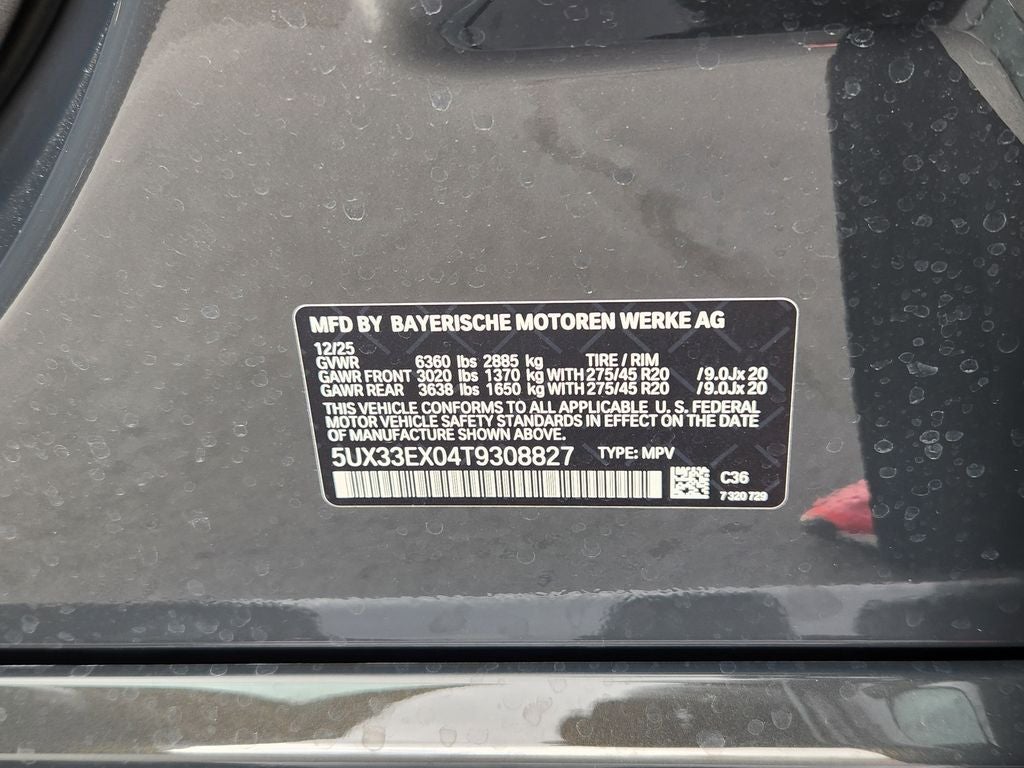 MFD BY BAYERISCHE MOTOREN WERKE AG
12/25
GVWR 6360 lbs 2885 kg TIRE / RIM
GAWR FRONT 3020 lbs 1370 kg WITH 275/45 R20 /9.0Jx 20
GAWR REAR 3638 lbs 1650 kg WITH 275/45 R20 /9.0Jx 20
THIS VEHICLE CONFORMS TO ALL APPLICABLE U. S. FEDERAL
MOTOR VEHICLE SAFETY STANDARDS IN EFFECT ON THE DATE
OF MANUFACTURE SHOWN ABOVE.
5UX33EX04T9308827 TYPE: MPV
C36
7 320 729